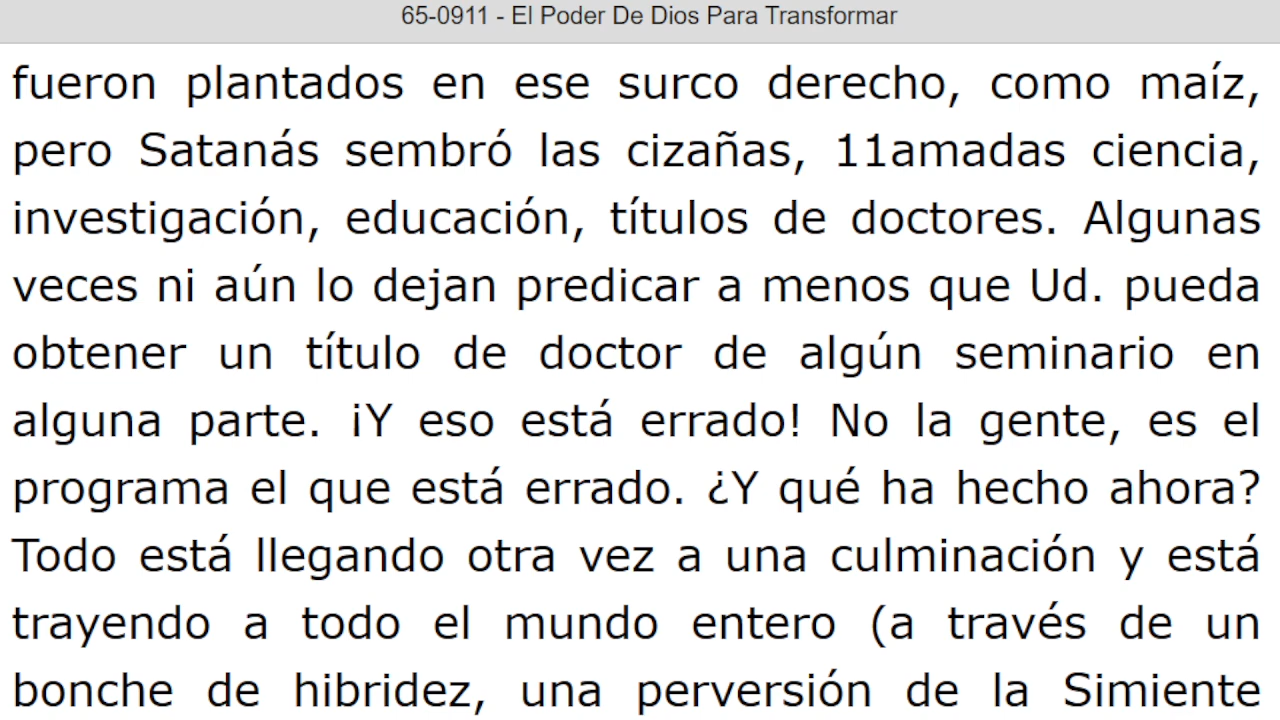 65-0911 - El Poder De Dios Para Transformar
fueron plantados en ese surco derecho, como maíz,
pero Satanás sembró las cizañas, 11amadas ciencia,
investigación, educación, títulos de doctores. Algunas
veces ni aún lo dejan predicar a menos que Ud. pueda
obtener un título de doctor de algún seminario en
alguna parte. ¡Y eso está errado! No la gente, es el
programa el que está errado. ¿Y qué ha hecho ahora?
Todo está llegando otra vez a una culminación y está
trayendo a todo el mundo entero (a través de un
bonche de hibridez, una perversión de la Simiente